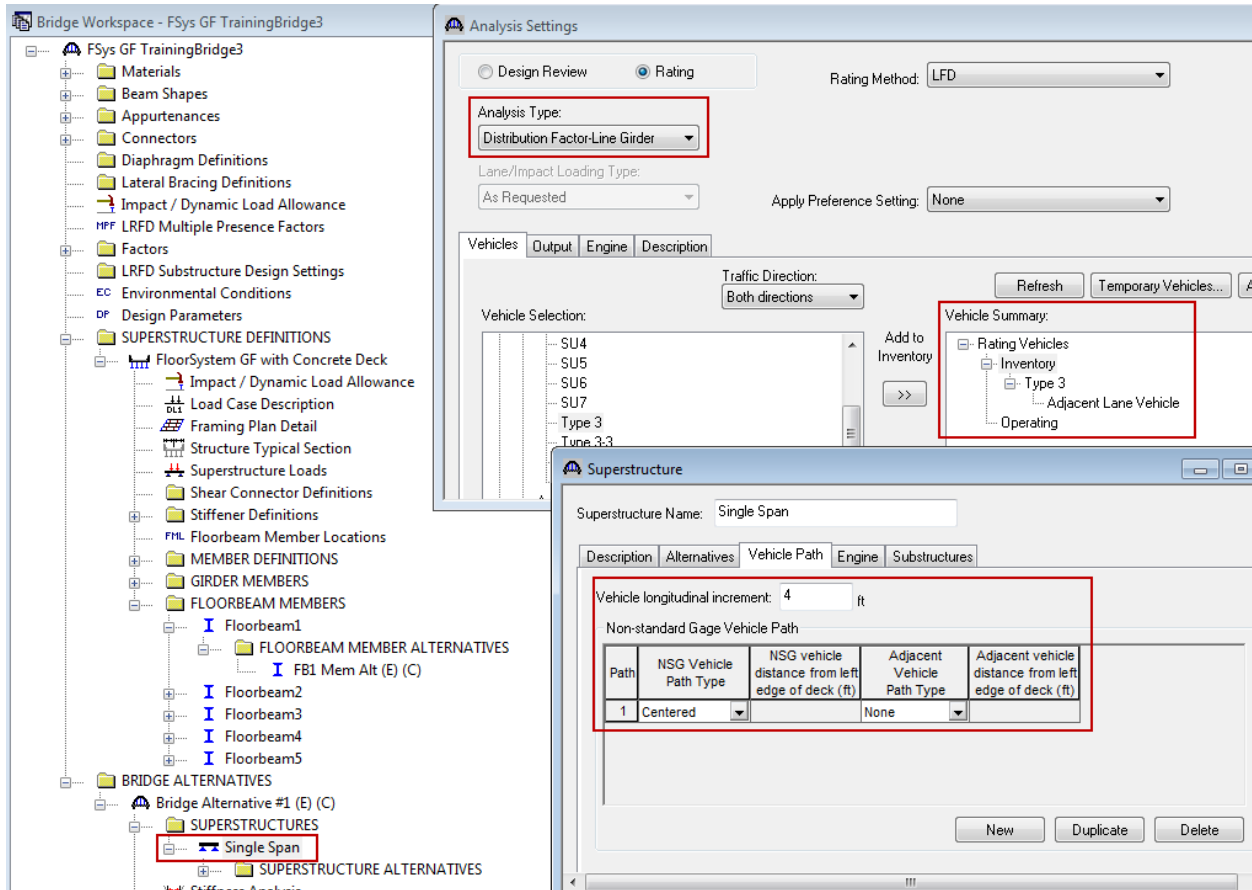 Bridge Workspace - FSys GF TrainingBridge3
FSys GF TrainingBridge3
Materials
Beam Shapes
Appurtenances
Connectors
Diaphragm Definitions
Lateral Bracing Definitions
Impact / Dynamic Load Allowance
MPF LRFD Multiple Presence Factors
Factors
LRFD Substructure Design Settings
EC Environmental Conditions
DP Design Parameters
SUPERSTRUCTURE DEFINITIONS
FloorSystem GF with Concrete Deck
Impact / Dynamic Load Allowance
DL1 Load Case Description
Framing Plan Detail
Structure Typical Section
Superstructure Loads
Shear Connector Definitions
Stiffener Definitions
FML Floorbeam Member Locations
MEMBER DEFINITIONS
GIRDER MEMBERS
FLOORBEAM MEMBERS
Floorbeam1
FLOORBEAM MEMBER ALTERNATIVES
FB1 Mem Alt (E) (C)
Floorbeam2
Floorbeam3
Floorbeam4
Floorbeam5
BRIDGE ALTERNATIVES
Bridge Alternative #1 (E) (C)
SUPERSTRUCTURES
Single Span
SUPERSTRUCTURE ALTERNATIVES
Stiffness Analysis
Analysis Settings
Design Review Rating Rating Method: LFD
Analysis Type:
Distribution Factor-Line Girder
Lane/Impact Loading Type:
As Requested Apply Preference Setting: None
Vehicles Output Engine Description
Traffic Direction:
Both directions Refresh Temporary Vehicles... A
Vehicle Selection:
SU4
SU5
SU6
SU7
Type 3
Type 3-3
Add to
Inventory
>>
Vehicle Summary:
Rating Vehicles
Inventory
Type 3
Adjacent Lane Vehicle
Operating
Superstructure
Superstructure Name: Single Span
Description Alternatives Vehicle Path Engine Substructures
Vehicle longitudinal increment: 4 ft
Non-standard Gage Vehicle Path
Path NSG Vehicle Path Type NSG vehicle distance from left edge of deck (ft) Adjacent Vehicle Path Type Adjacent vehicle distance from left edge of deck (ft)
1 Centered None
New Duplicate Delete